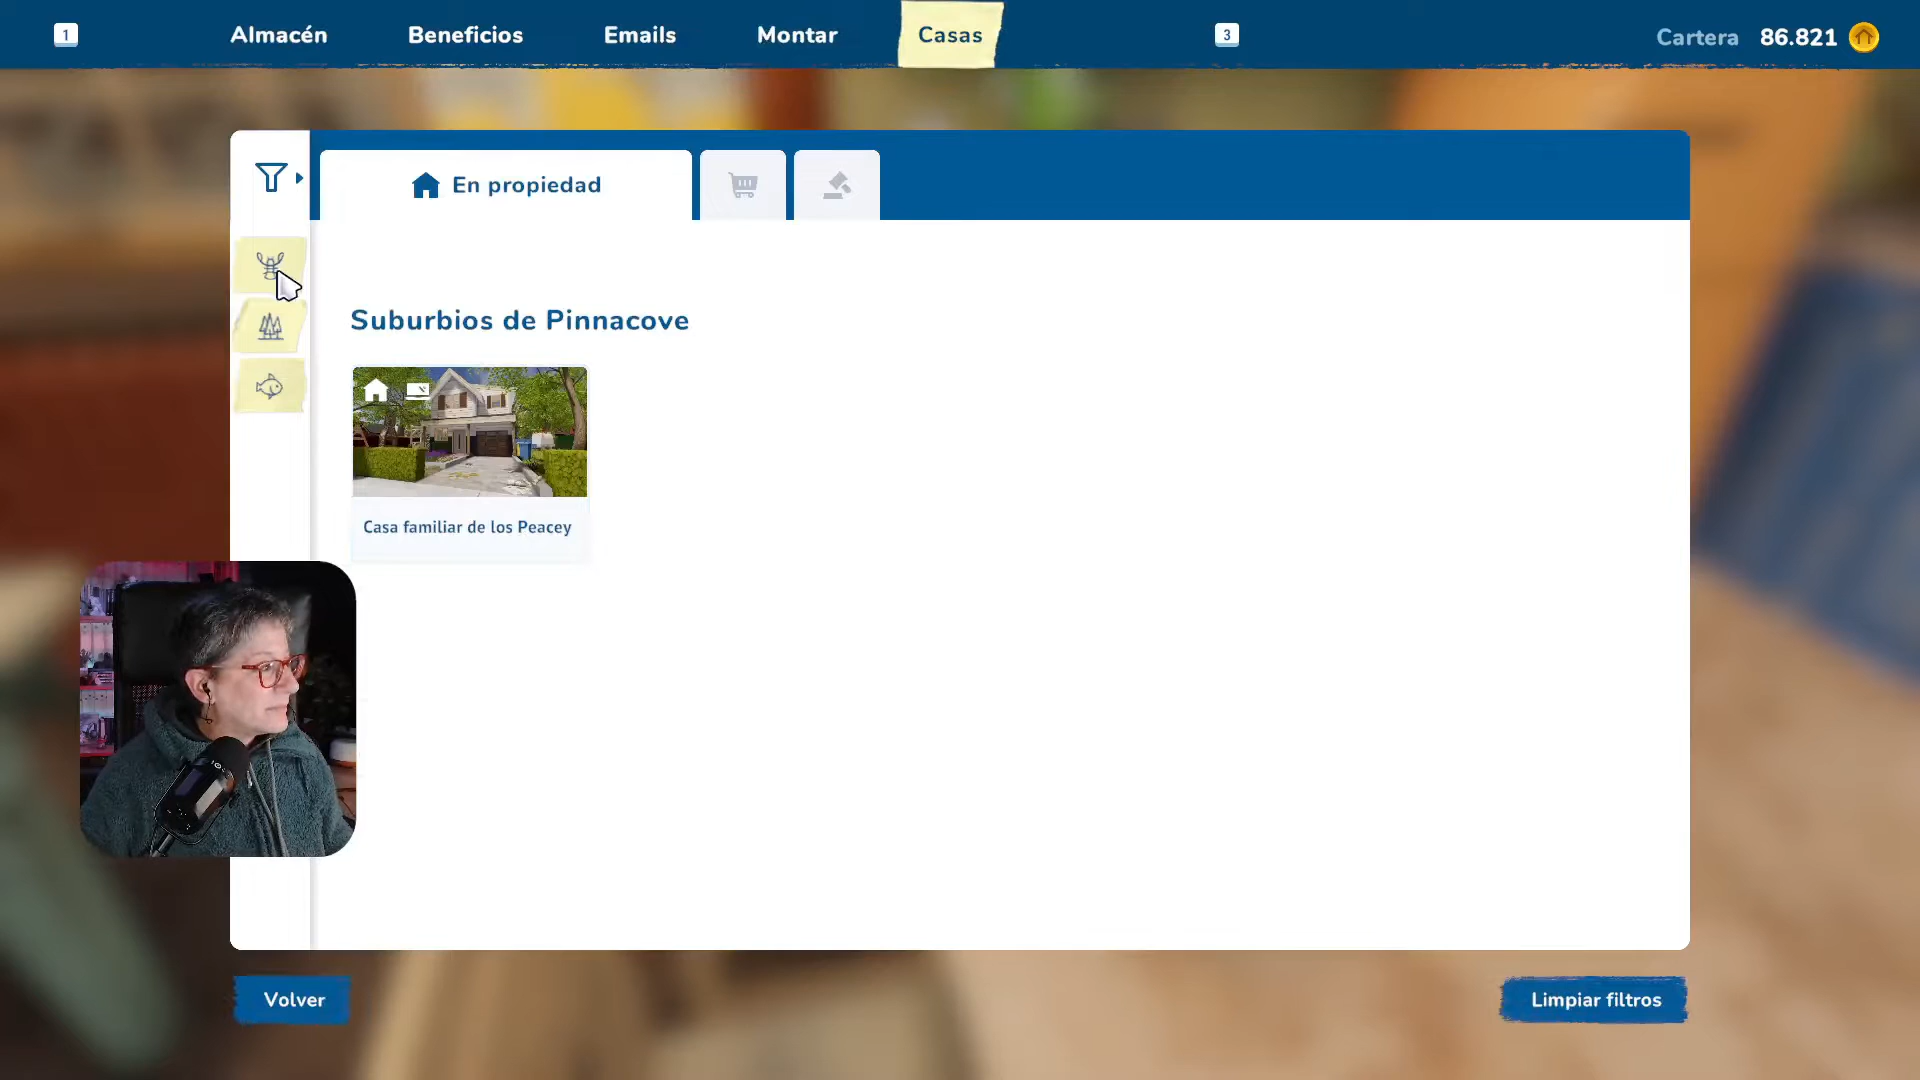 1
Almacén
Beneficios
Emails
Montar
Casas
3
Cartera
86.821
En propiedad
Suburbios de Pinnacove
Casa familiar de los Peacey
Volver
Limpiar filtros